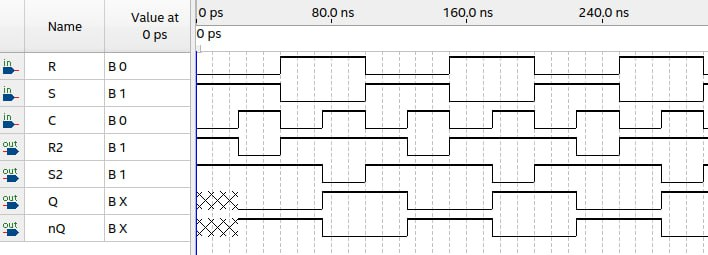 Name Value at 0 ps 0 ps 80.0 ns 160.0 ns 240.0 ns
0 ps
in R B 0
in S B 1
in C B 0
out R2 B 1
out S2 B 1
out Q B X
out nQ B X